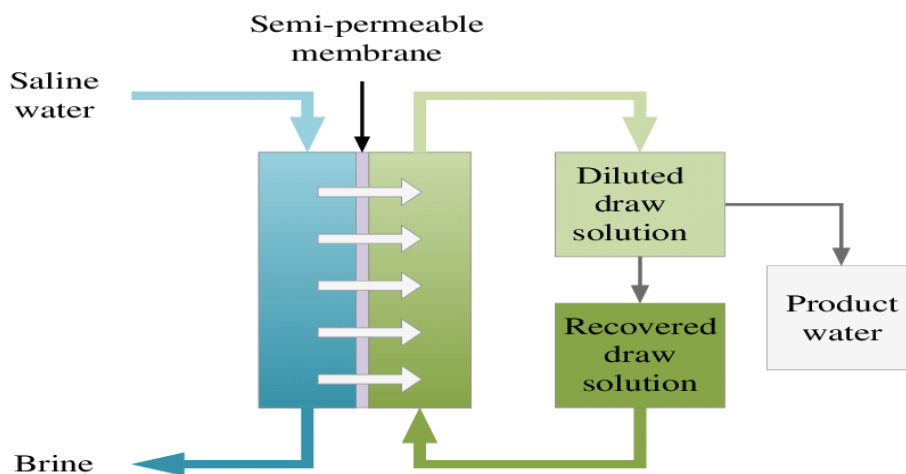 Semi-permeable
membrane
Saline
water
Diluted
draw
solution
Product
water
Recovered
draw
solution
Brine